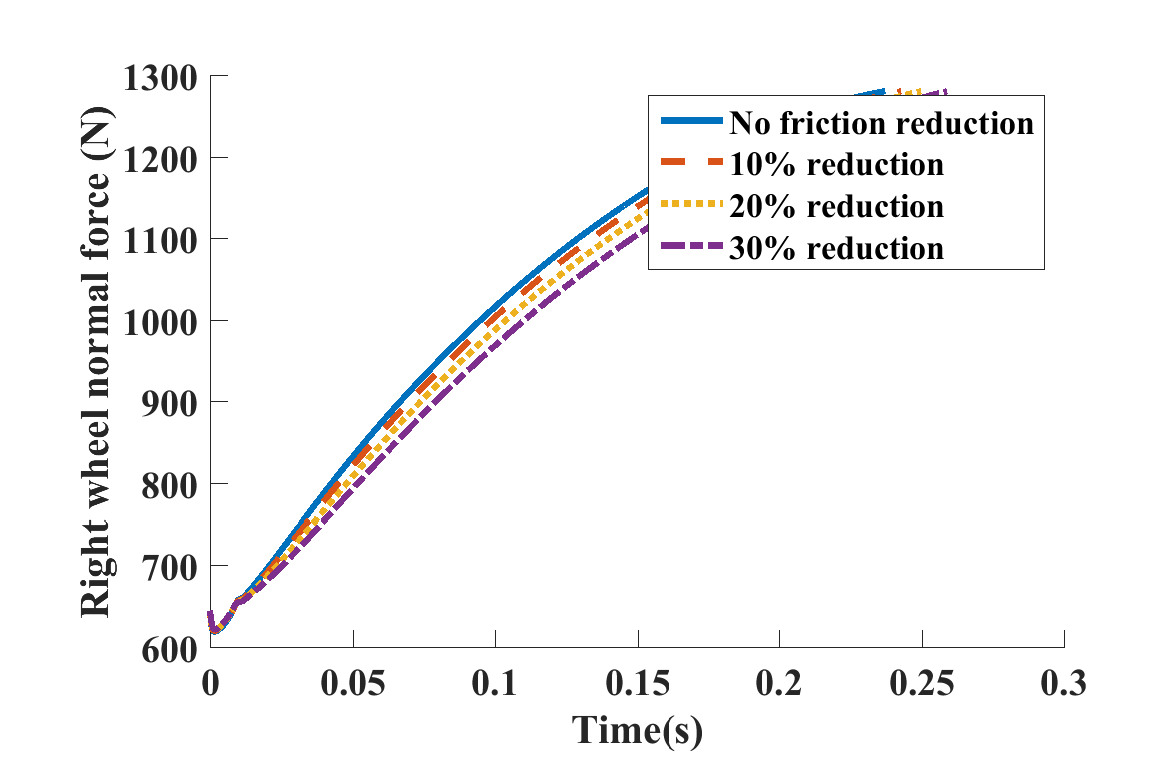 1300
1200
1100
1000
900
800
700
600
Right wheel normal force (N)
No friction reduction
10% reduction
20% reduction
30% reduction
0 0.05 0.1 0.15 0.2 0.25 0.3
Time(s)